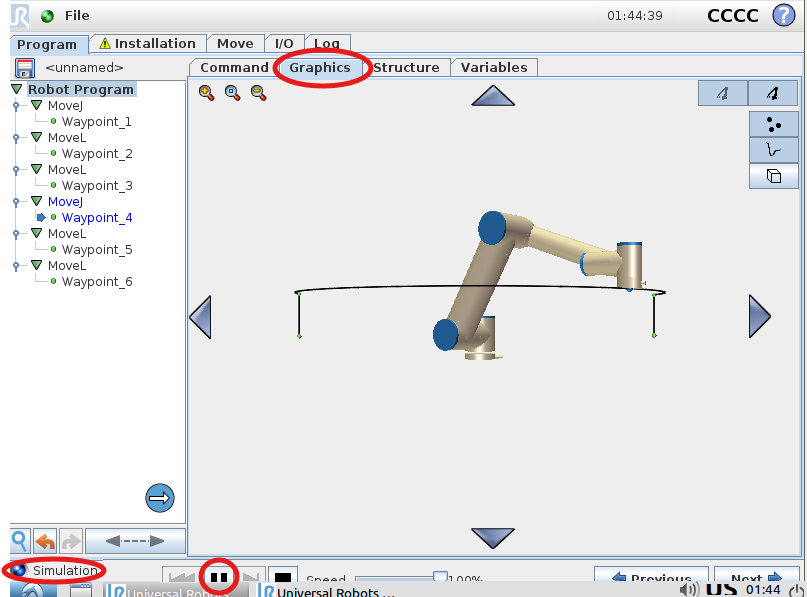 File 01:44:39 CCCC ?
Program Installation Move I/O Log
<unnamed> Command Graphics Structure Variables
Robot Program
MoveJ
Waypoint_1
MoveL
Waypoint_2
MoveL
Waypoint_3
MoveJ
Waypoint_4
MoveL
Waypoint_5
MoveL
Waypoint_6
Simulation
Speed 100% Previous Next
Universal Robots Universal Robots ... US 01:44